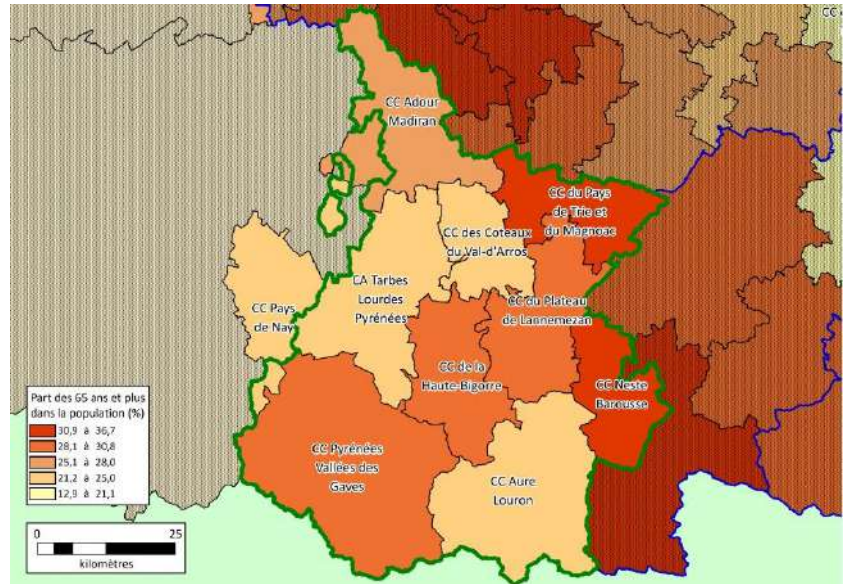 CC
CC Adour
Madiran
CC du Pays
de Trie et
du Magnoac
CC des Coteaux
du Val-d'Arros
CA Tarbes
Lourdes
Pyrénées
CC Pays
de Nay
CC du Plateau
de Lannemezan
CC de la
Haute-Bigorre
CC Neste
Barousse
CC Pyrénées
Vallées des
Gaves
CC Aure
Louron
Part des 65 ans et plus
dans la population (%)
30,9 à 36,7
28,1 à 30,8
25,1 à 28,0
21,2 à 25,0
12,9 à 21,1
0 25
kilomètres